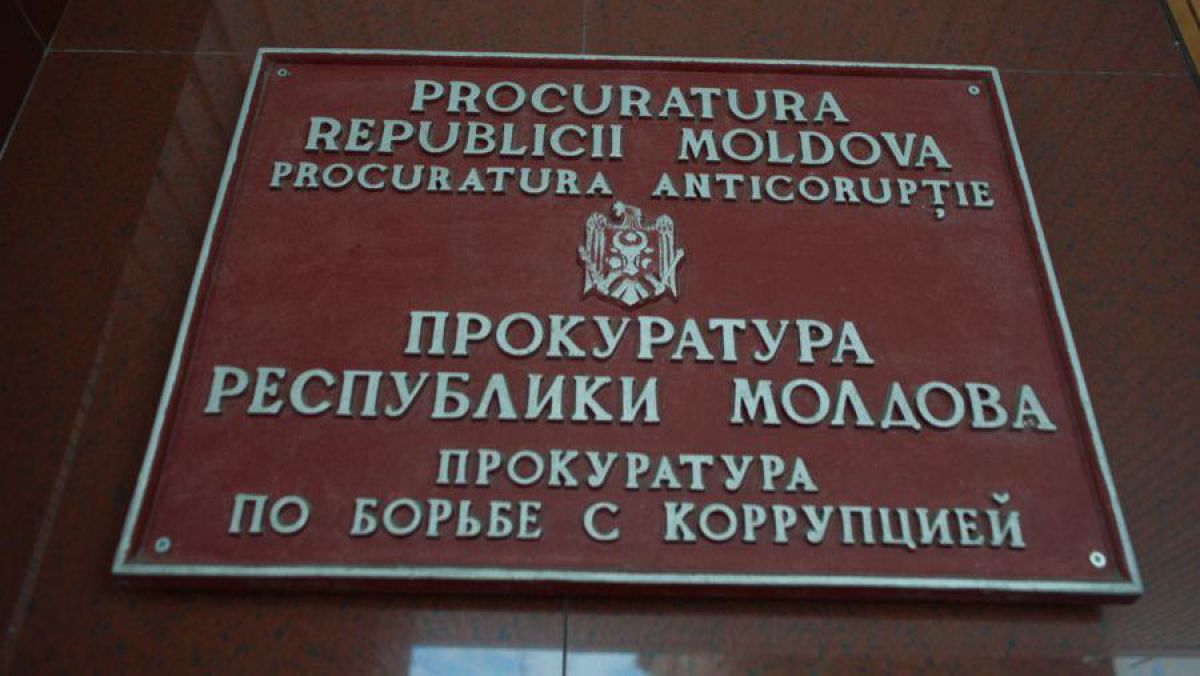 PROCURATURA
REPUBLICII MOLDOVA
PROCURATURA ANTICORUPȚIE
ПРОКУРАТУРА
РЕСПУБЛИКИ МОЛДОВА
ПРОКУРАТУРА
ПО БОРЬБЕ С КОРРУПЦИЕЙ